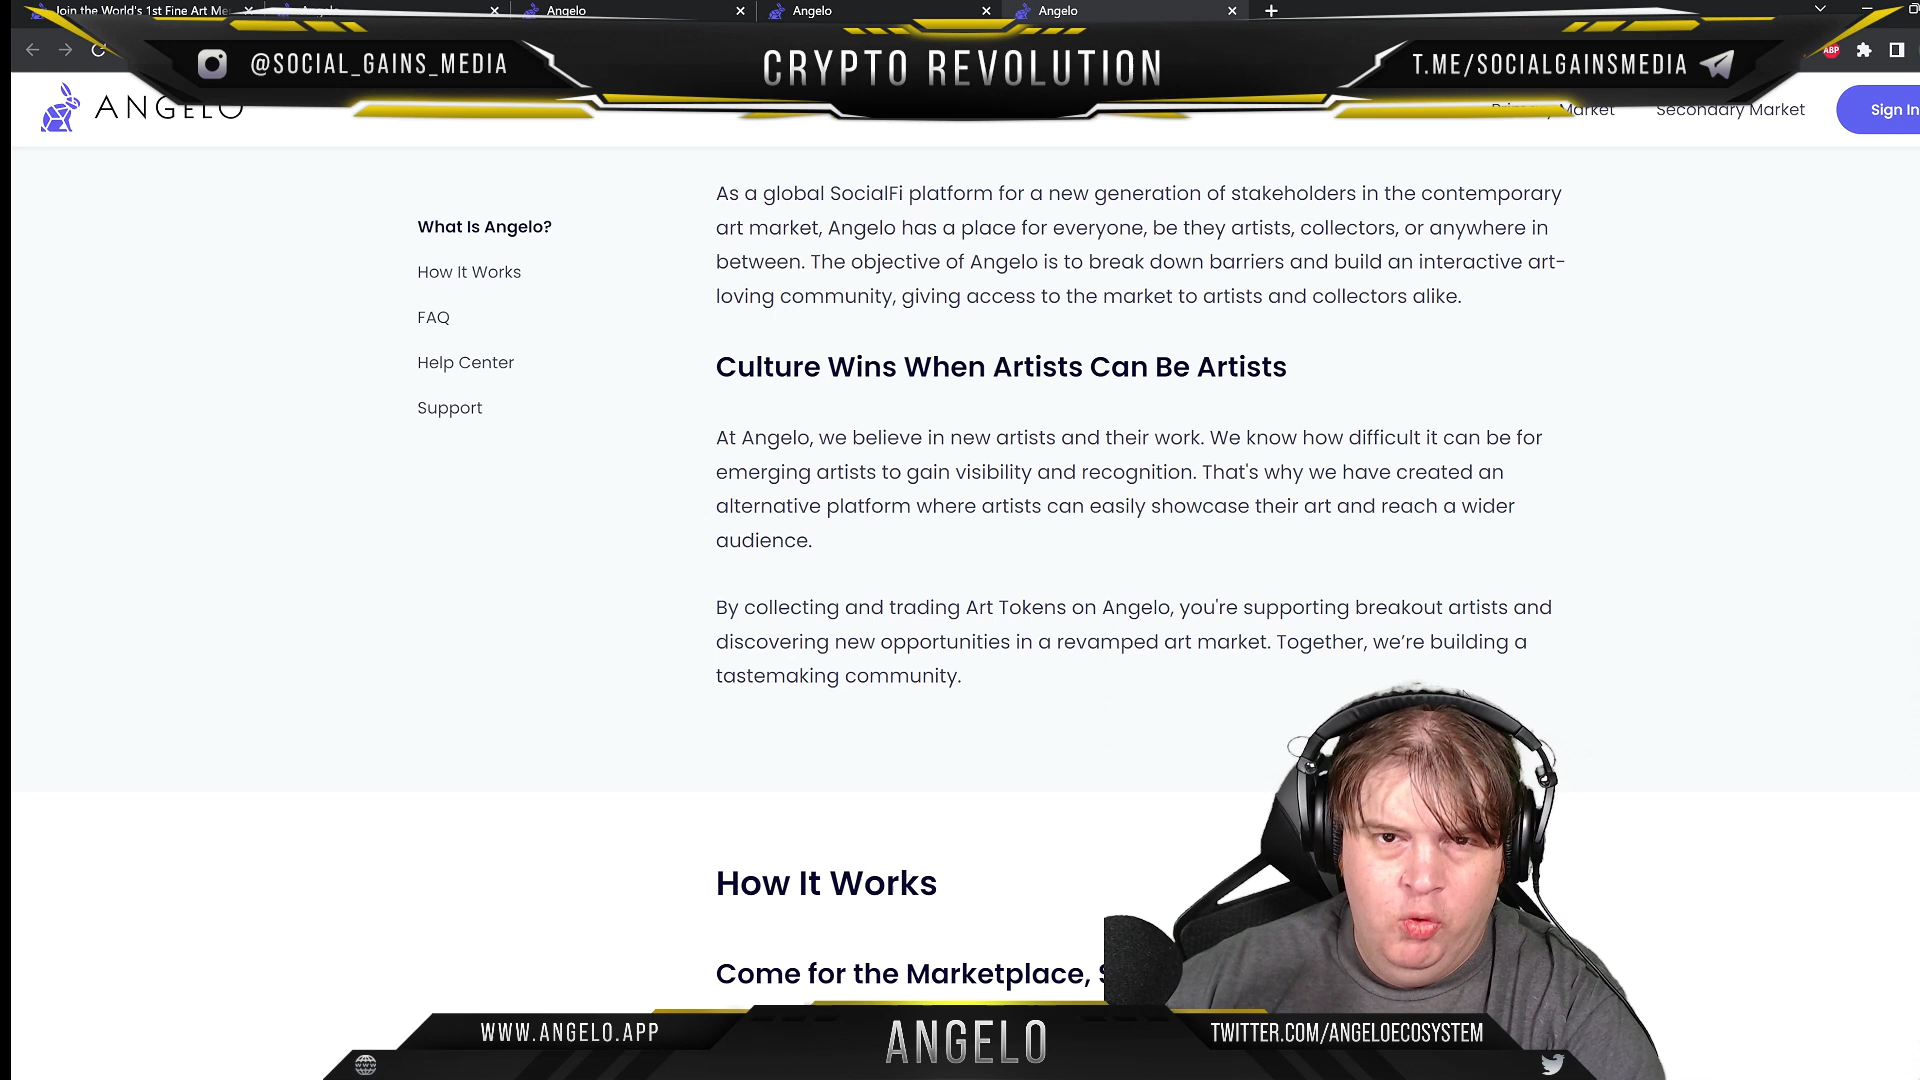 Join the World's 1st Fine Art Me
Angelo
Angelo
Angelo
Angelo
@SOCIAL_GAINS_MEDIA
CRYPTO REVOLUTION
T.ME/SOCIALGAINSMEDIA
ABP
ANGELO
Primary Market
Secondary Market
Sign In
What Is Angelo?
How It Works
FAQ
Help Center
Support
As a global SocialFi platform for a new generation of stakeholders in the contemporary
art market, Angelo has a place for everyone, be they artists, collectors, or anywhere in
between. The objective of Angelo is to break down barriers and build an interactive art-
loving community, giving access to the market to artists and collectors alike.
Culture Wins When Artists Can Be Artists
At Angelo, we believe in new artists and their work. We know how difficult it can be for
emerging artists to gain visibility and recognition. That's why we have created an
alternative platform where artists can easily showcase their art and reach a wider
audience.
By collecting and trading Art Tokens on Angelo, you're supporting breakout artists and
discovering new opportunities in a revamped art market. Together, we’re building a
tastemaking community.
How It Works
Come for the Marketplace,
WWW.ANGELO.APP
ANGELO
TWITTER.COM/ANGELOECOSYSTEM